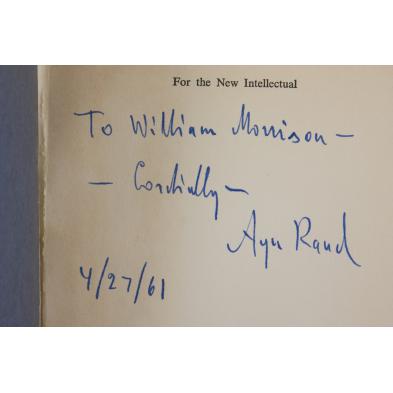 For the New Intellectual
To William Morrison —
— Cordially —
Ayn Rand
4/27/61